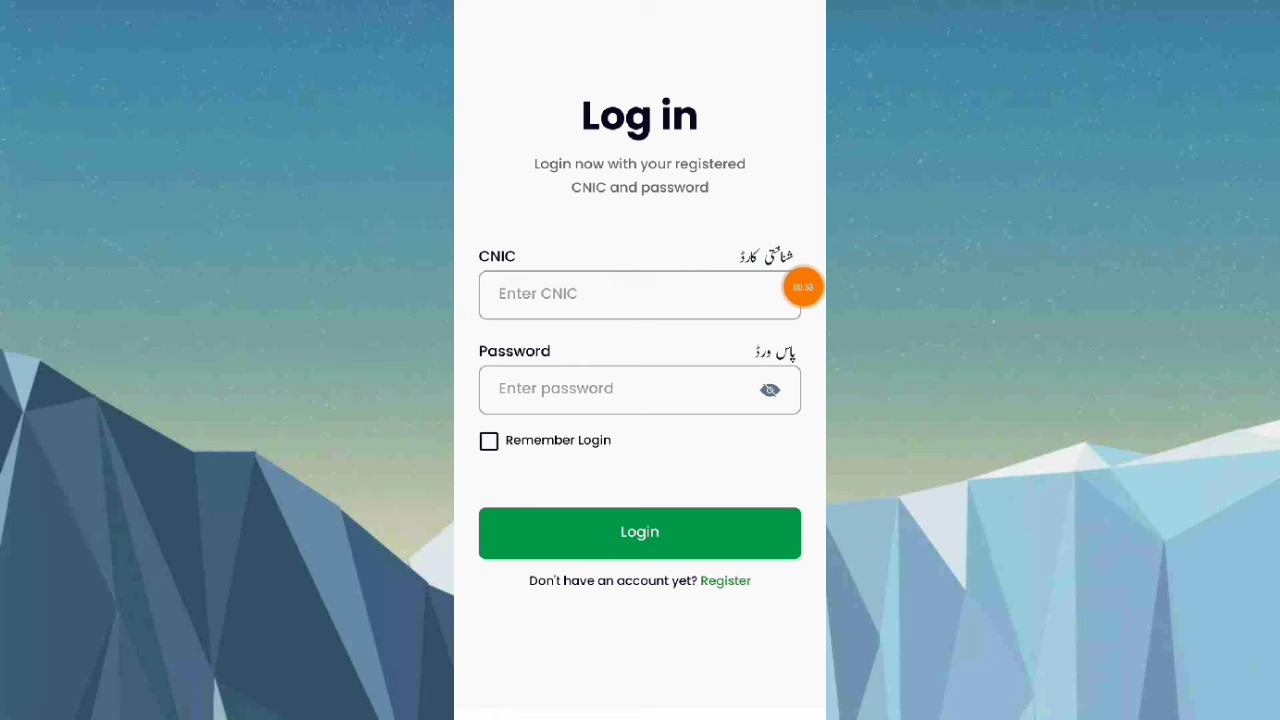 Log in
Login now with your registered
CNIC and password
CNIC شناختی کارڈ
Enter CNIC
00:53
Password پاس ورڈ
Enter password
Remember Login
Login
Don't have an account yet? Register